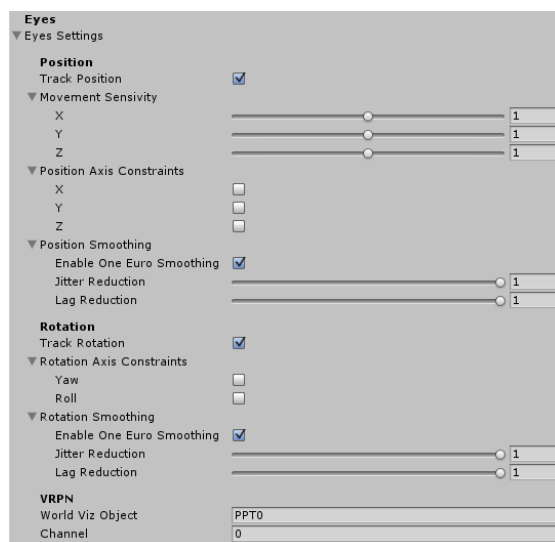 Eyes
Eyes Settings
Position
Track Position
Movement Sensivity
X 1
Y 1
Z 1
Position Axis Constraints
X
Y
Z
Position Smoothing
Enable One Euro Smoothing
Jitter Reduction 1
Lag Reduction 1
Rotation
Track Rotation
Rotation Axis Constraints
Yaw
Roll
Rotation Smoothing
Enable One Euro Smoothing
Jitter Reduction 1
Lag Reduction 1
VRPN
World Viz Object PPT0
Channel 0